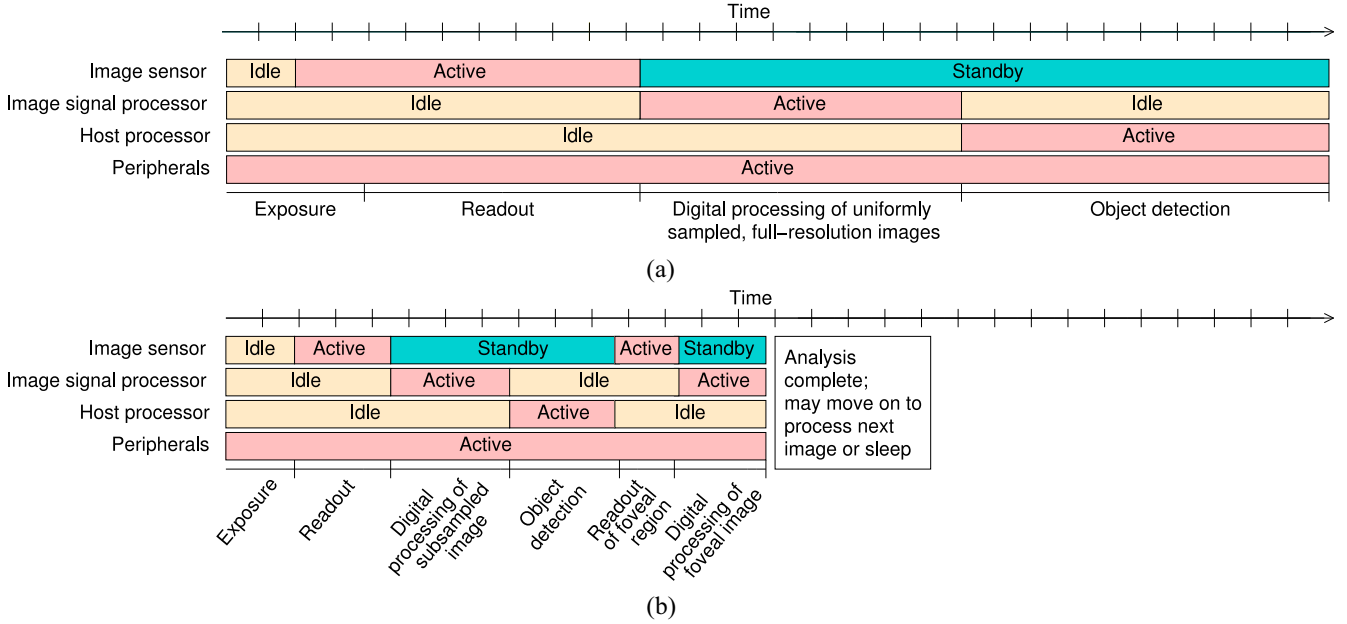 Time
Image sensor Idle Active Standby
Image signal processor Idle Active Idle
Host processor Idle Active
Peripherals Active
Exposure Readout Digital processing of uniformly Object detection
sampled, full−resolution images
(a)
Time
Image sensor Idle Active Standby Active Standby
Image signal processor Idle Active Idle Active
Host processor Idle Active Idle
Peripherals Active
Analysis
complete;
may move on to
process next
image or sleep
Exposure
Readout
Digital
processing of
subsampled
image
Object
detection
Readout
of foveal
region
Digital
processing of
foveal image
(b)